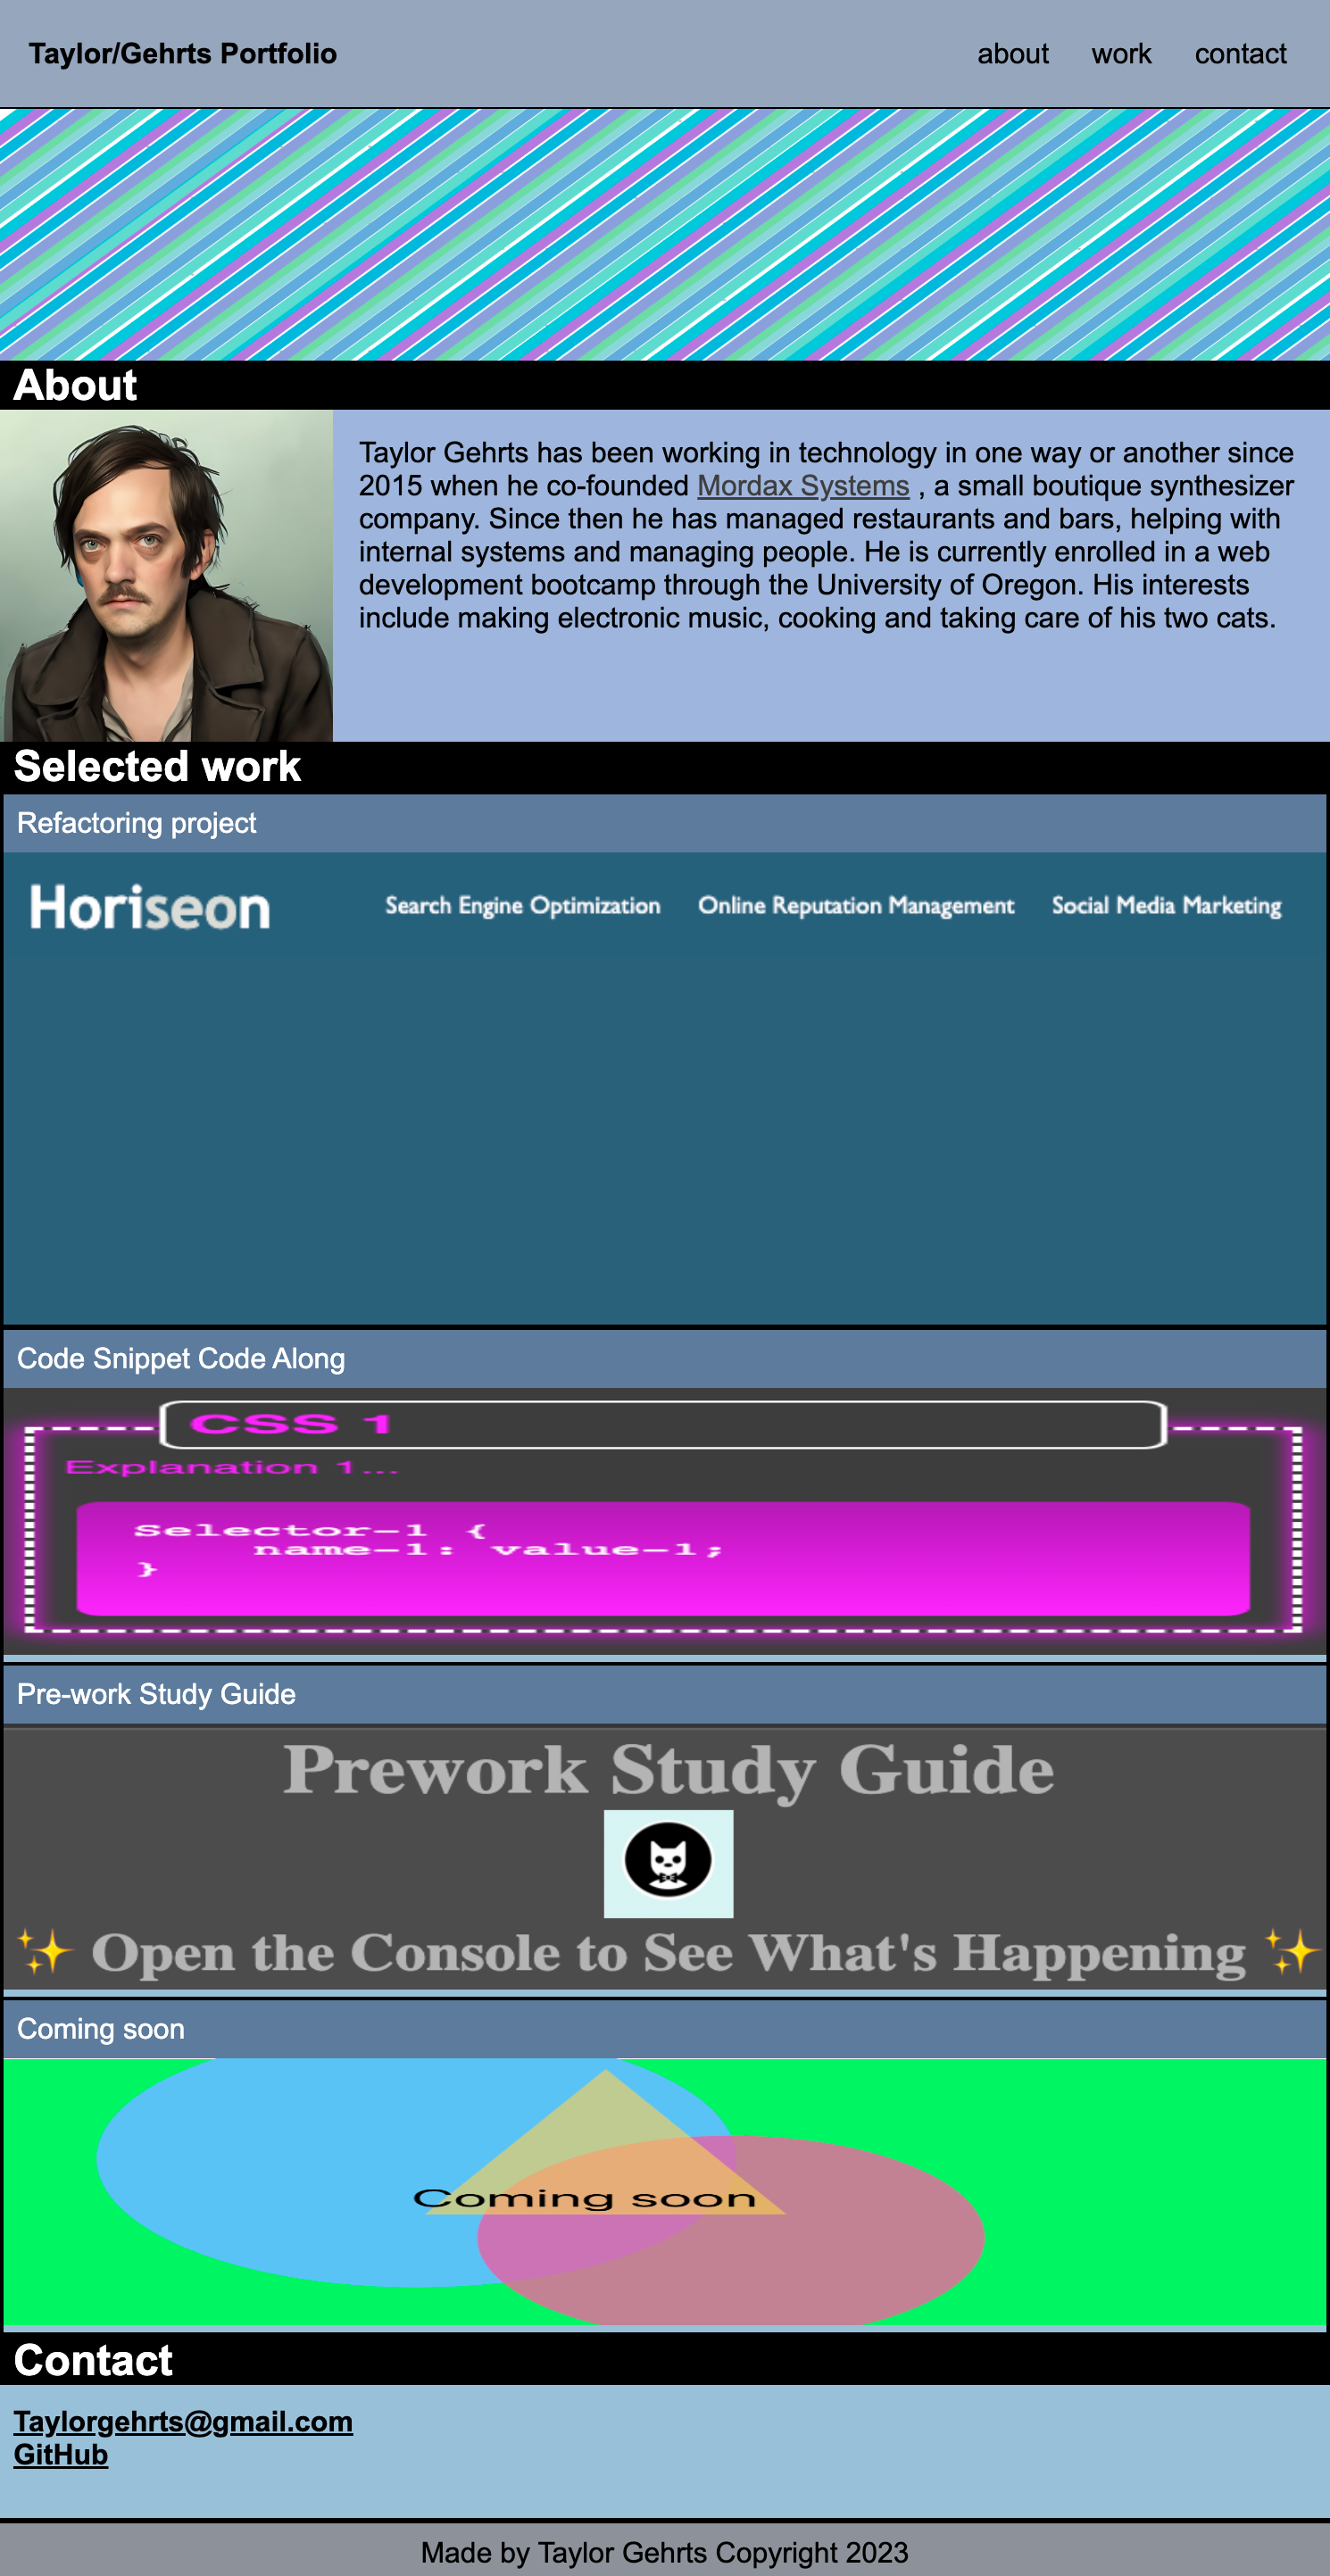 Taylor/Gehrts Portfolio
about work contact
About
Taylor Gehrts has been working in technology in one way or another since
2015 when he co-founded Mordax Systems , a small boutique synthesizer
company. Since then he has managed restaurants and bars, helping with
internal systems and managing people. He is currently enrolled in a web
development bootcamp through the University of Oregon. His interests
include making electronic music, cooking and taking care of his two cats.
Selected work
Refactoring project
Horiseon Search Engine Optimization Online Reputation Management Social Media Marketing
Code Snippet Code Along
CSS 1
Explanation 1...
Selector-1 {
name-1: value-1;
}
Pre-work Study Guide
Prework Study Guide
✨ Open the Console to See What's Happening ✨
Coming soon
Coming soon
Contact
Taylorgehrts@gmail.com
GitHub
Made by Taylor Gehrts Copyright 2023